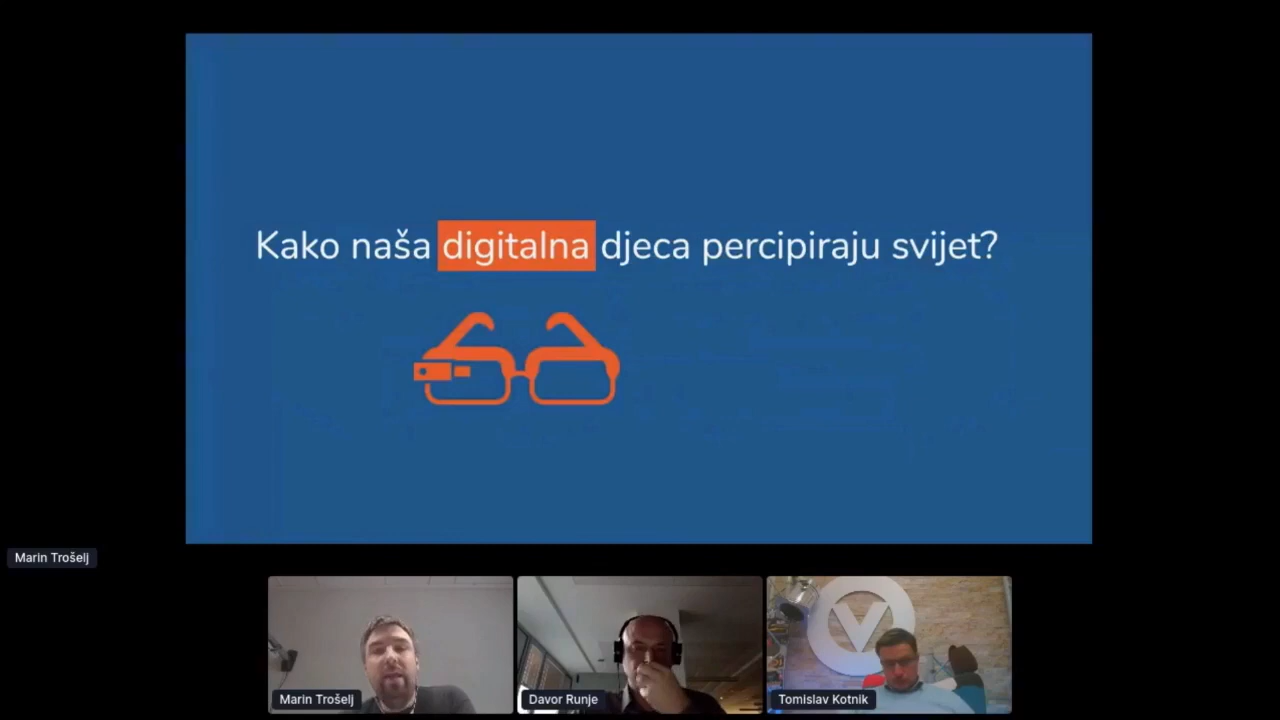 Kako naša digitalna djeca percipiraju svijet?
Marin Trošelj
Marin Trošelj
Davor Runje
Tomislav Kotnik